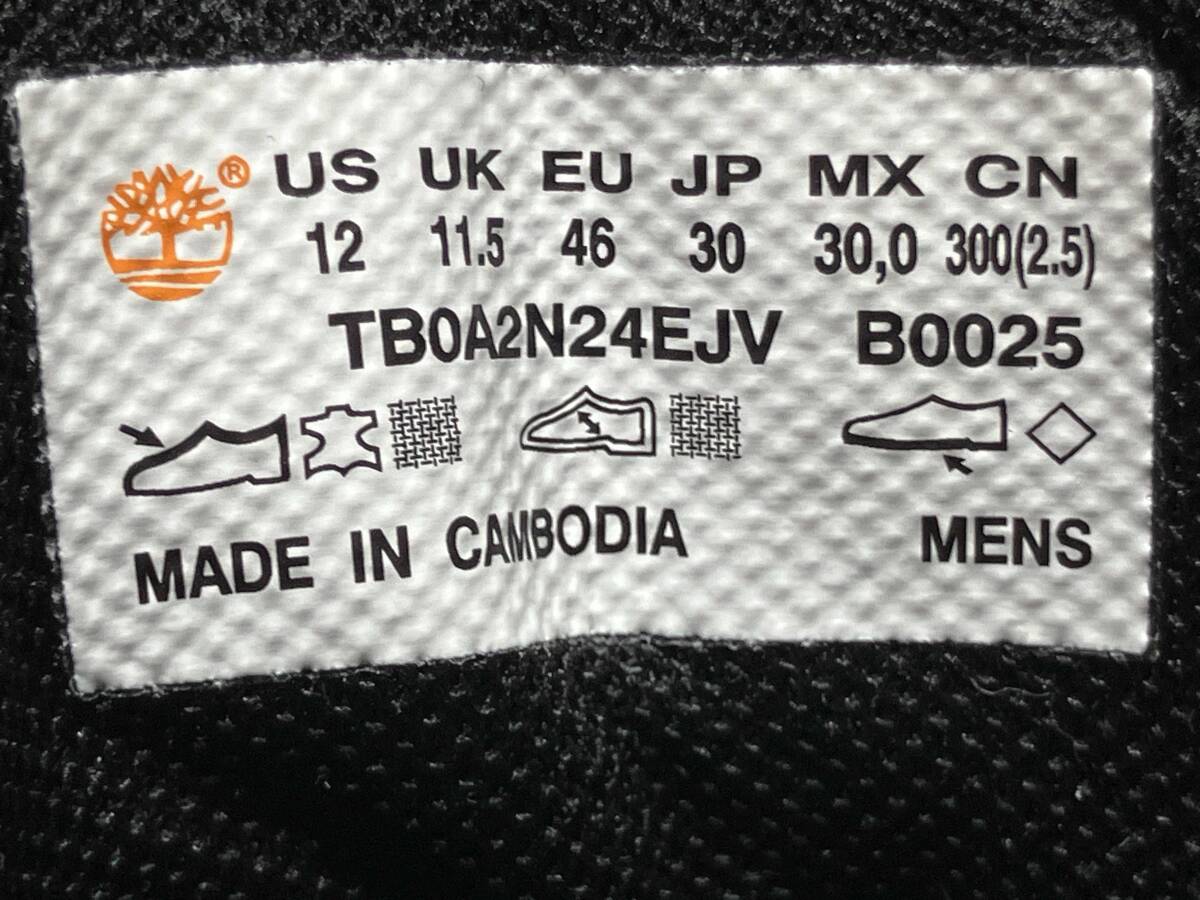 ® US UK EU JP MX CN
12 11.5 46 30 30,0 300(2.5)
TB0A2N24EJV B0025
MADE IN CAMBODIA MENS